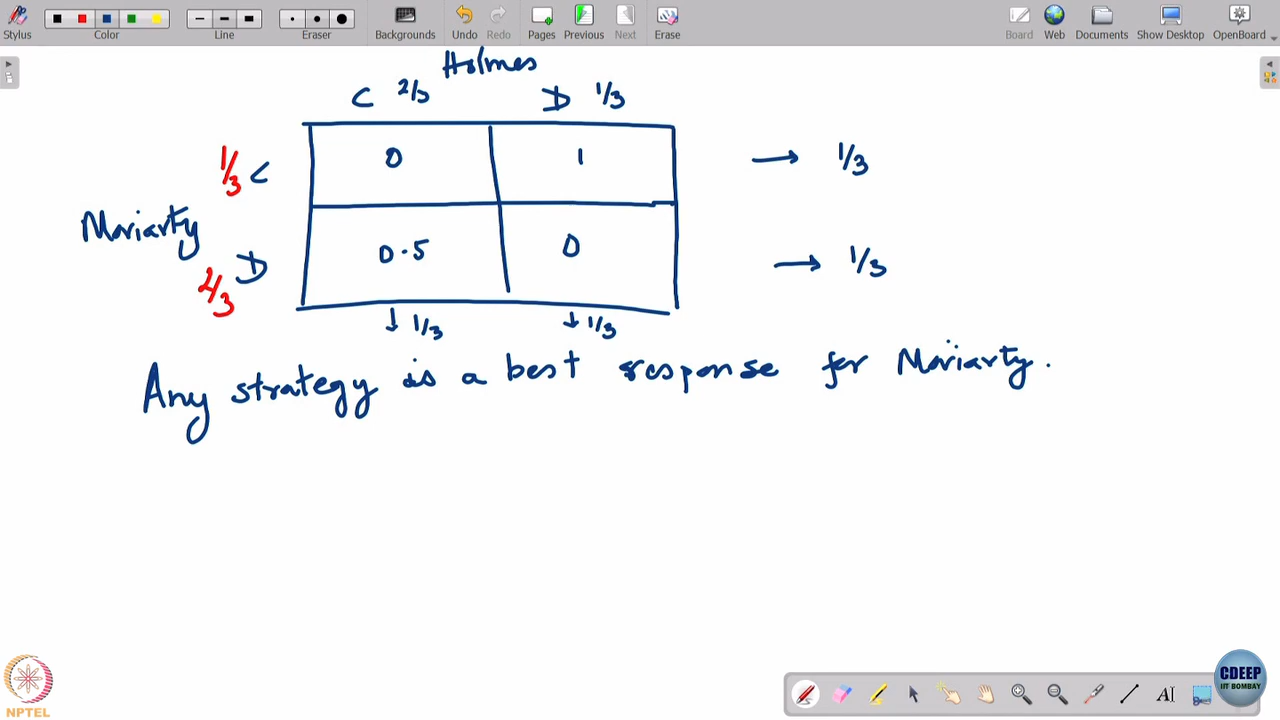 Stylus Color Line Eraser Backgrounds Undo Redo Pages Previous Next Erase Board Web Documents Show Desktop OpenBoard
Holmes
C 2/3 D 1/3
1/3 C 0 1 → 1/3
Moriarty
2/3 D 0.5 0 → 1/3
↓ 1/3 ↓ 1/3
Any strategy is a best response for Moriarty.
CDEEP
IIT BOMBAY
NPTEL